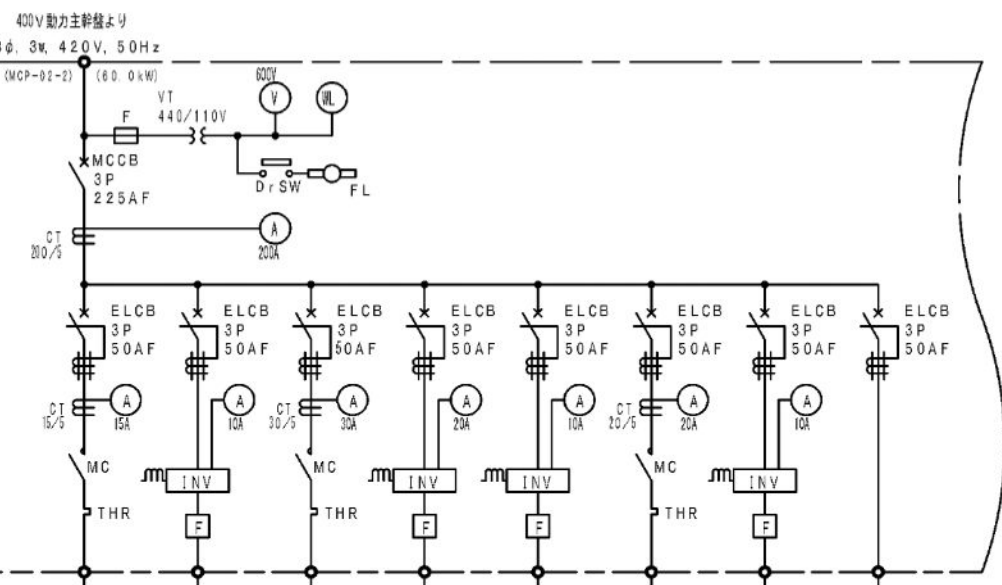 400V動力主幹盤より
3φ, 3W, 420V, 50Hz
(MCP-02-2) (60.0kW)
600V
VT
440/110V
F
V
WL
MCCB
3P
225AF
DrSW
FL
CT
200/5
A
200A
ELCB ELCB ELCB ELCB ELCB ELCB ELCB ELCB
3P 3P 3P 3P 3P 3P 3P 3P
50AF 50AF 50AF 50AF 50AF 50AF 50AF 50AF
A A A A A A A
CT CT CT
15/5 15A 10A 30/5 30A 20A 10A 20/5 20A 10A
MC MC MC
INV INV INV INV
THR THR THR
F F F F